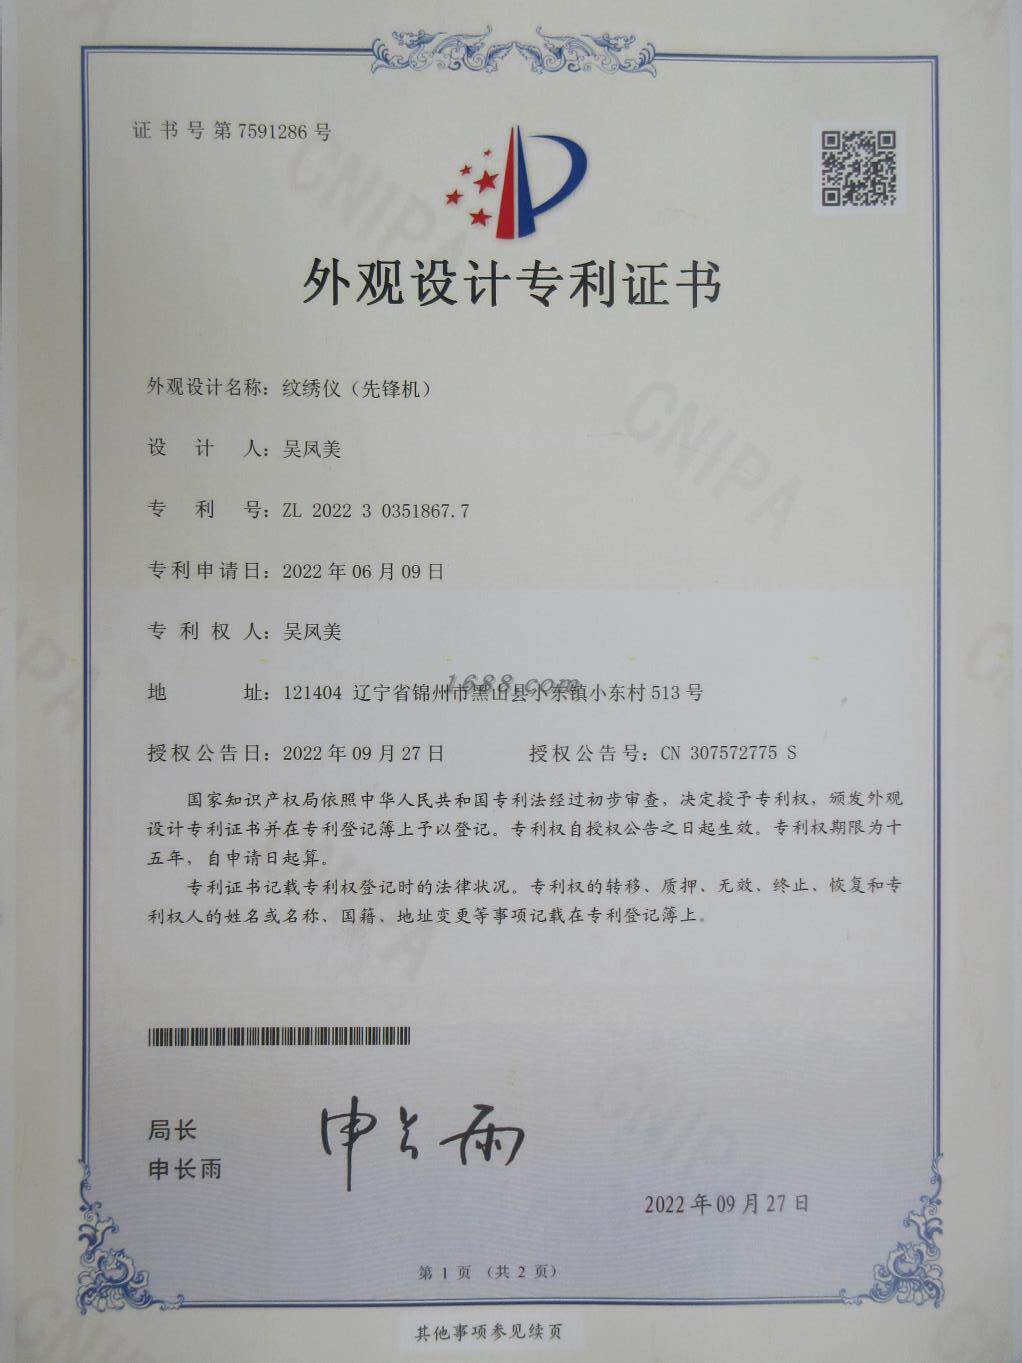 证书号第7591286号
外观设计专利证书
外观设计名称：纹绣仪（先锋机）
设计人：吴凤美
专利号：ZL 2022 3 0351867.7
专利申请日：2022年06月09日
专利权人：吴凤美
地址：121404 辽宁省锦州市黑山县小东镇小东村513号
1688.com
授权公告日：2022年09月27日 授权公告号：CN 307572775 S
国家知识产权局依照中华人民共和国专利法经过初步审查，决定授予专利权，颁发外观
设计专利证书并在专利登记簿上予以登记。专利权自授权公告之日起生效。专利权期限为十
五年，自申请日起算。
专利证书记载专利权登记时的法律状况。专利权的转移、质押、无效、终止、恢复和专
利权人的姓名或名称、国籍、地址变更等事项记载在专利登记簿上。
局长
申长雨
申长雨
2022年09月27日
第 1 页 （共 2 页）
其他事项参见续页
CNIPA
CNIPA
CNIPA
CNIPA